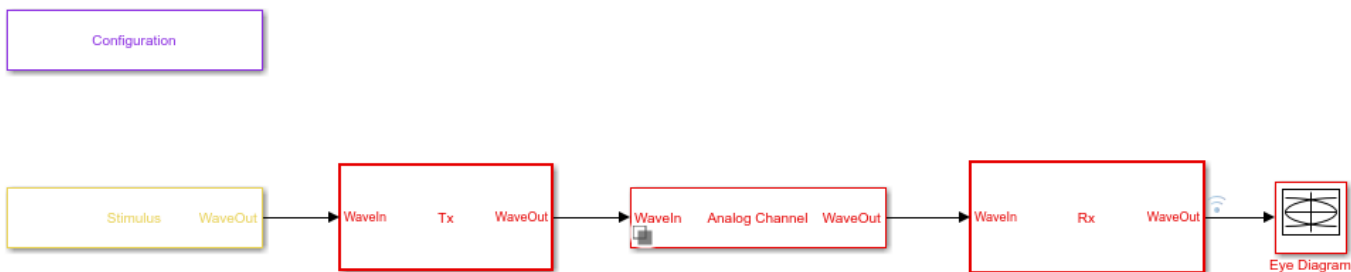 Configuration
Stimulus WaveOut
WaveIn Tx WaveOut
WaveIn Analog Channel WaveOut
WaveIn Rx WaveOut
Eye Diagram